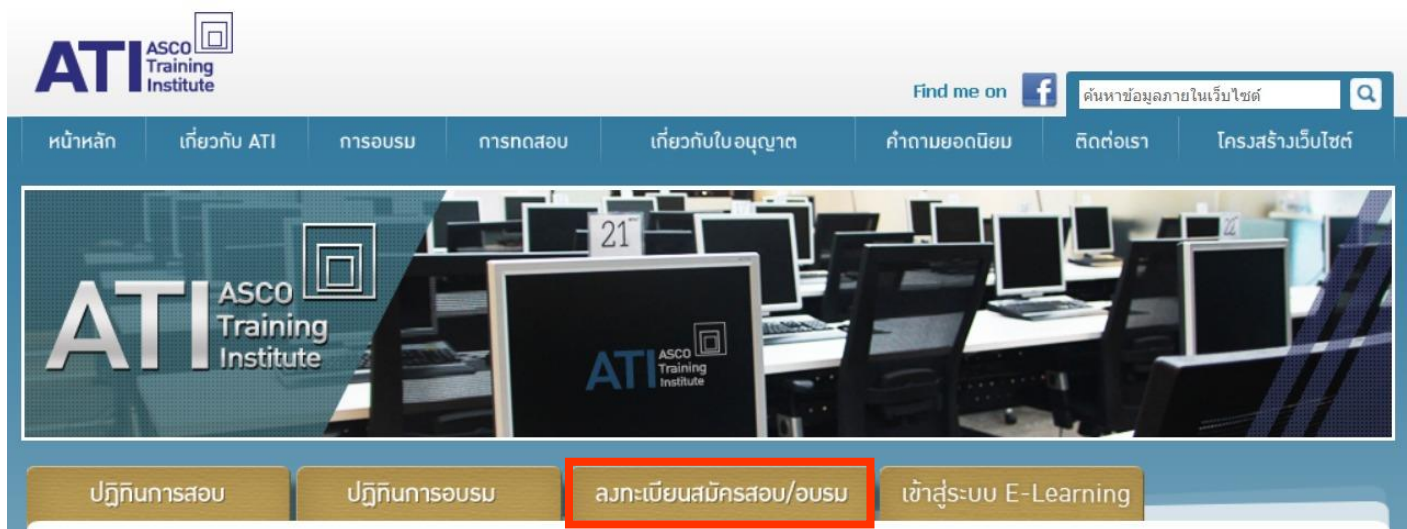 ATI ASCO
Training
Institute
Find me on
ค้นหาข้อมูลภายในเว็บไซต์
หน้าหลัก เกี่ยวกับ ATI การอบรม การทดสอบ เกี่ยวกับใบอนุญาต คำถามยอดนิยม ติดต่อเรา โครงสร้างเว็บไซต์
21
22
ATI ASCO
Training
Institute
ATI ASCO
Training
Institute
ปฏิทินการสอบ ปฏิทินการอบรม ลงทะเบียนสมัครสอบ/อบรม เข้าสู่ระบบ E-Learning